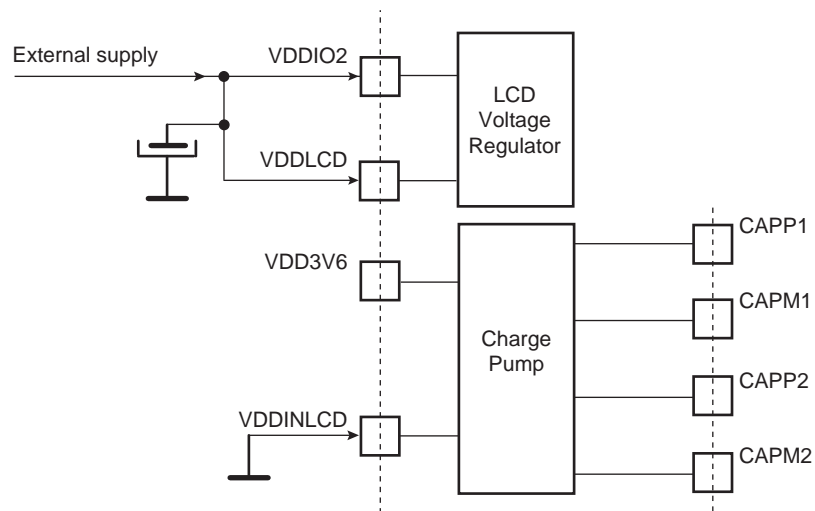 External supply
VDDIO2
LCD
Voltage
Regulator
VDDLCD
VDD3V6
Charge
Pump
VDDINLCD
CAPP1
CAPM1
CAPP2
CAPM2